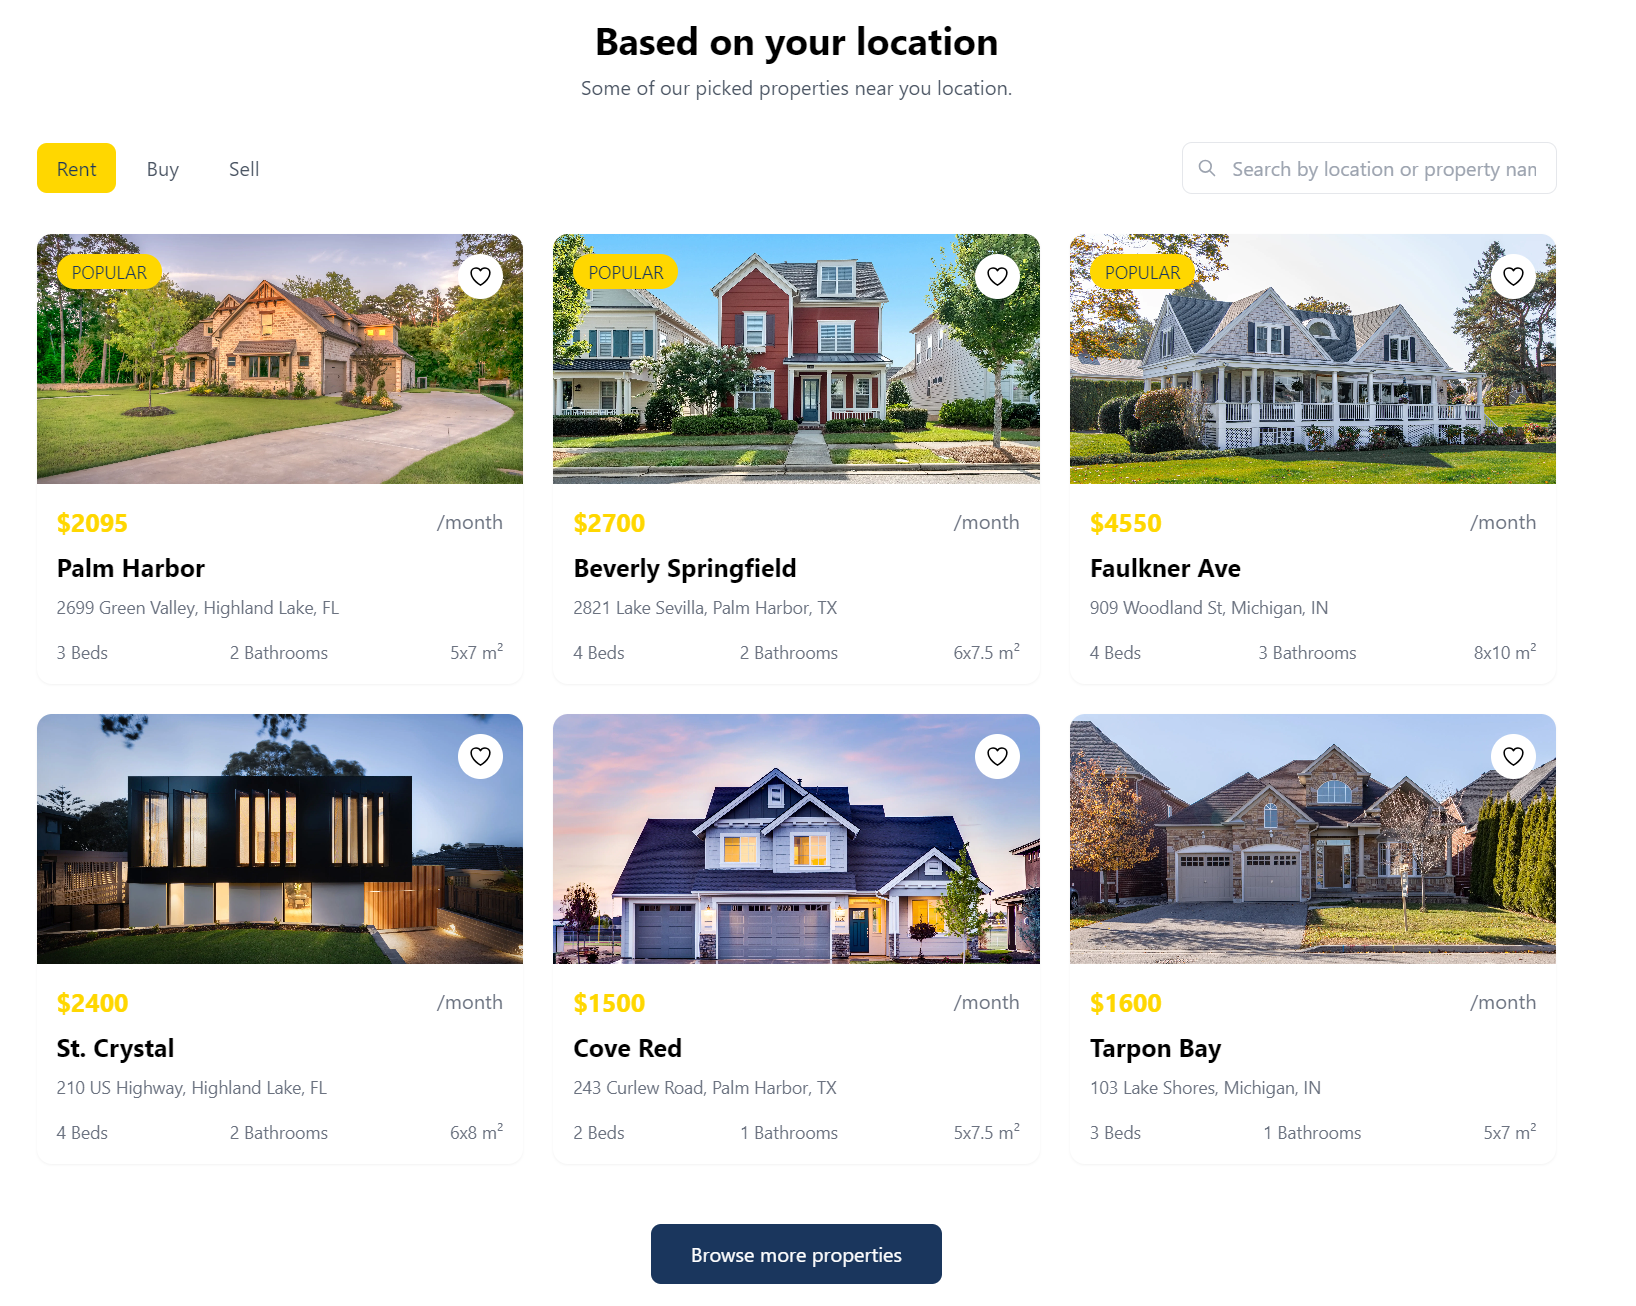 Based on your location
Some of our picked properties near you location.
Rent
Buy
Sell
Search by location or property nan
POPULAR
$2095 /month
Palm Harbor
2699 Green Valley, Highland Lake, FL
3 Beds 2 Bathrooms 5x7 m²
POPULAR
$2700 /month
Beverly Springfield
2821 Lake Sevilla, Palm Harbor, TX
4 Beds 2 Bathrooms 6x7.5 m²
POPULAR
$4550 /month
Faulkner Ave
909 Woodland St, Michigan, IN
4 Beds 3 Bathrooms 8x10 m²
$2400 /month
St. Crystal
210 US Highway, Highland Lake, FL
4 Beds 2 Bathrooms 6x8 m²
$1500 /month
Cove Red
243 Curlew Road, Palm Harbor, TX
2 Beds 1 Bathrooms 5x7.5 m²
$1600 /month
Tarpon Bay
103 Lake Shores, Michigan, IN
3 Beds 1 Bathrooms 5x7 m²
Browse more properties